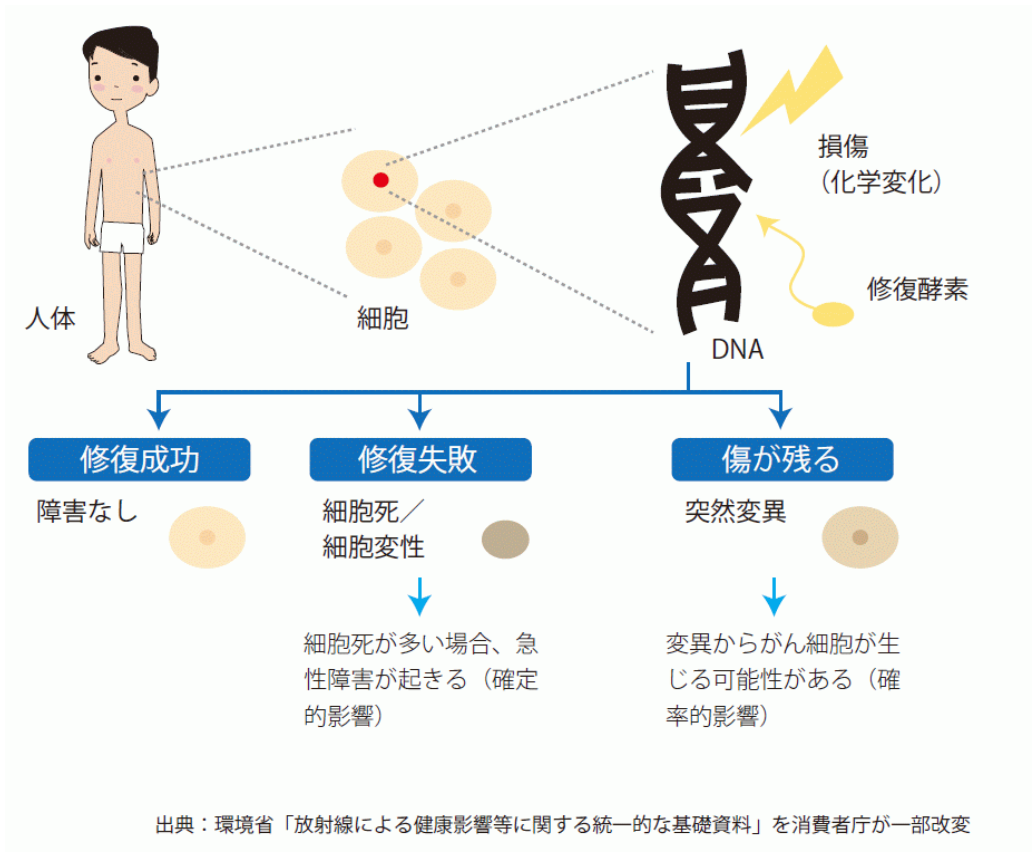 損傷
（化学変化）
修復酵素
人体
細胞
DNA
修復成功
障害なし
修復失敗
細胞死／
細胞変性
細胞死が多い場合、急
性障害が起きる（確定
的影響）
傷が残る
突然変異
変異からがん細胞が生
じる可能性がある（確
率的影響）
出典：環境省「放射線による健康影響等に関する統一的な基礎資料」を消費者庁が一部改変